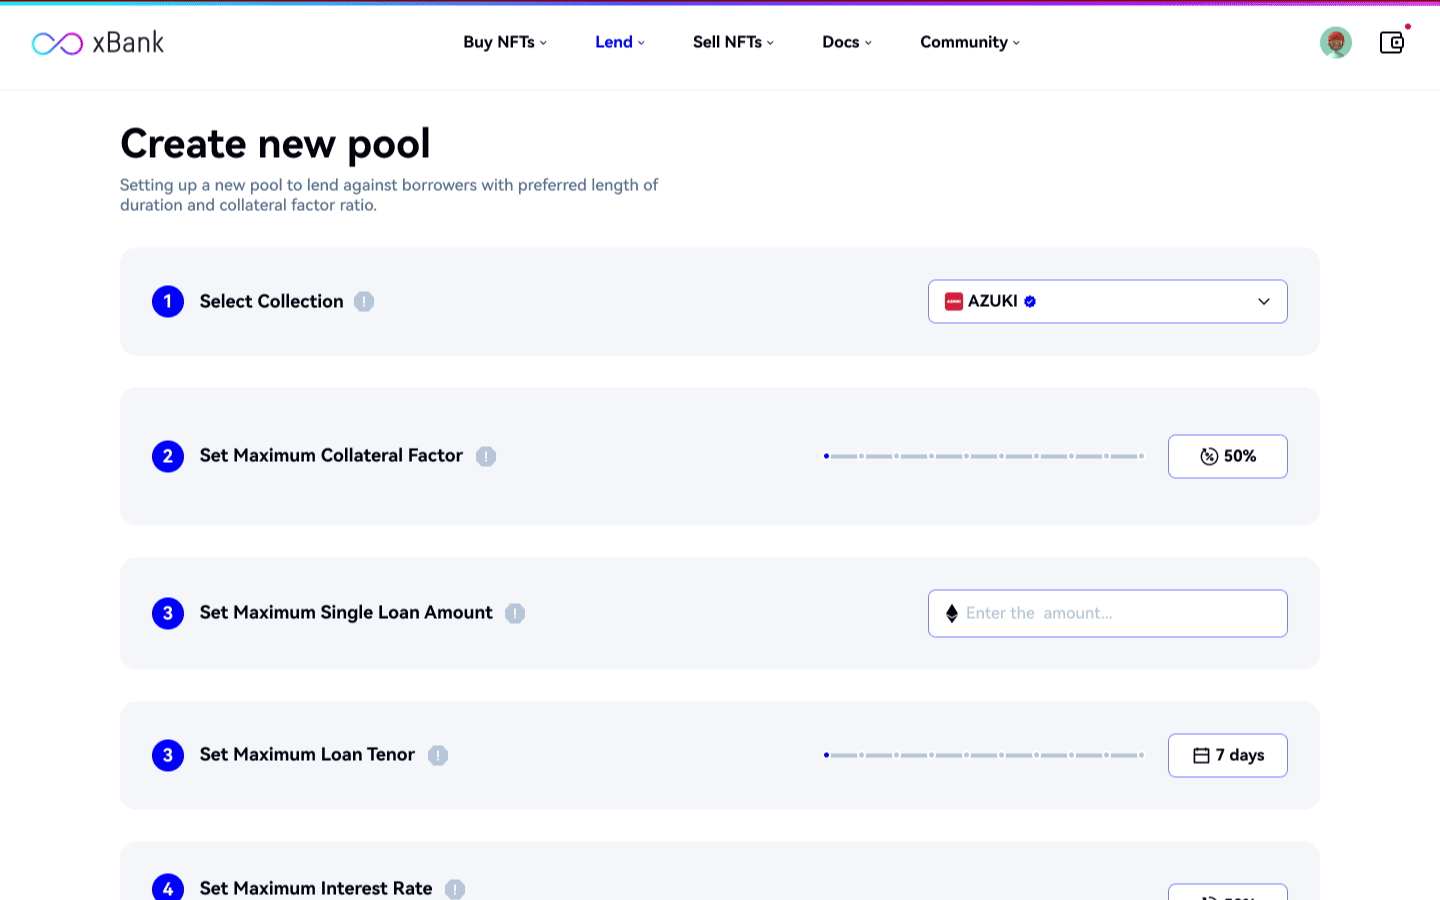 xBank
Buy NFTs
Lend
Sell NFTs
Docs
Community
Create new pool
Setting up a new pool to lend against borrowers with preferred length of
duration and collateral factor ratio.
1 Select Collection !
AZUKI
2 Set Maximum Collateral Factor !
50%
3 Set Maximum Single Loan Amount !
Enter the  amount...
3 Set Maximum Loan Tenor !
7 days
4 Set Maximum Interest Rate !